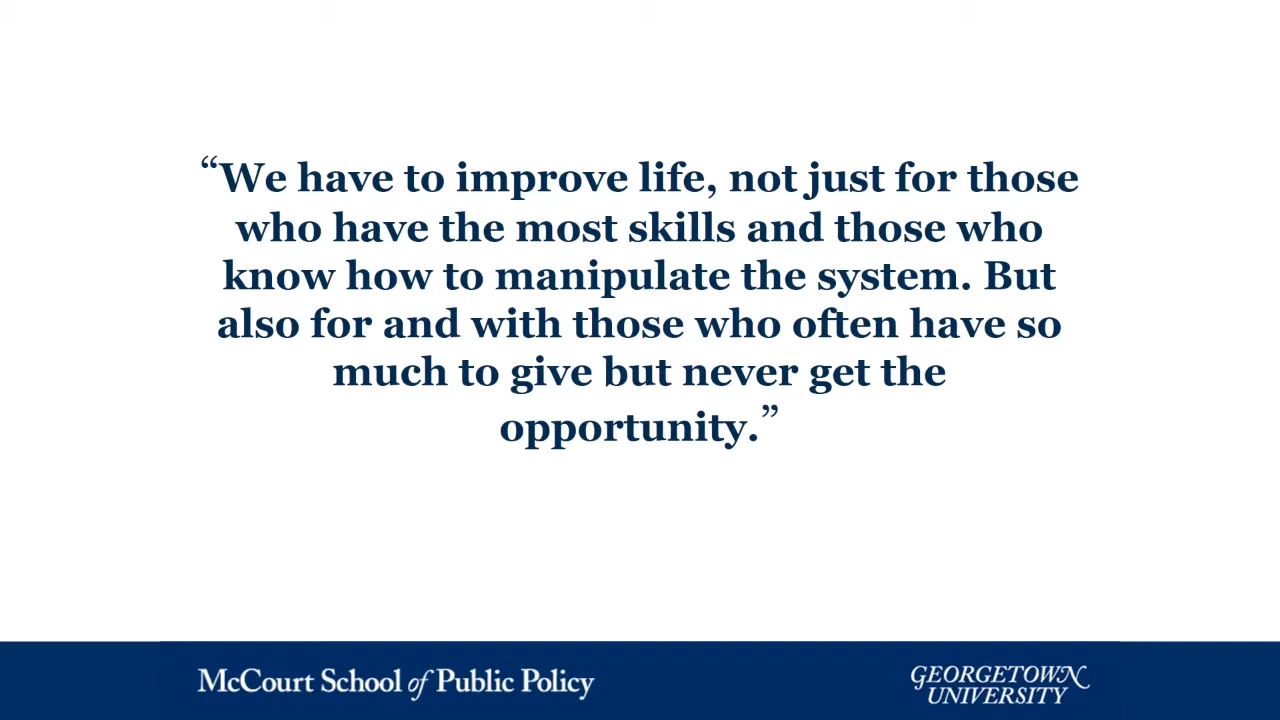 “We have to improve life, not just for those
who have the most skills and those who
know how to manipulate the system. But
also for and with those who often have so
much to give but never get the
opportunity.”
McCourt School of Public Policy
GEORGETOWN
UNIVERSITY